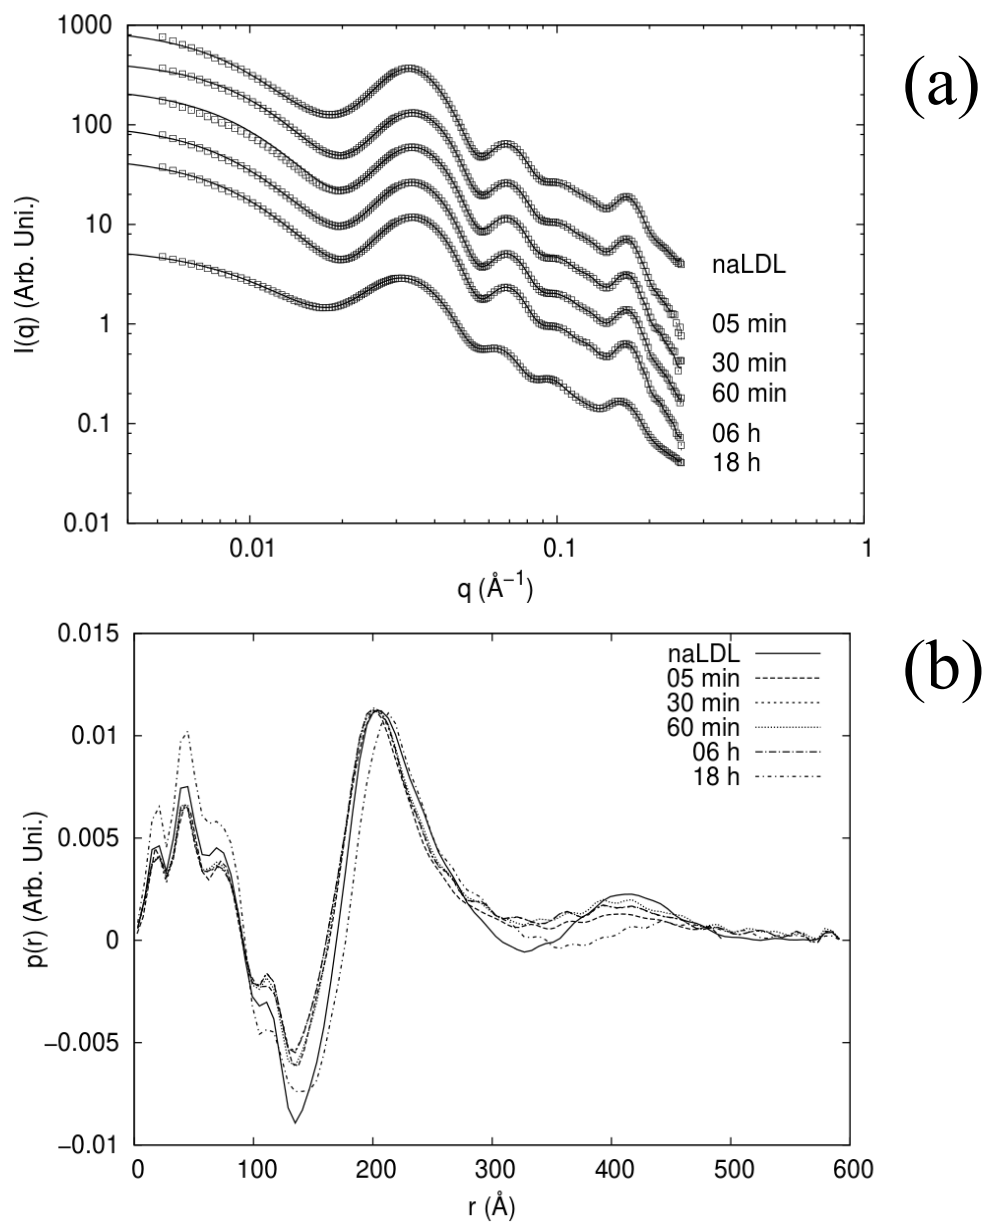 (a)
I(q) (Arb. Uni.)
1000
100
10
1
0.1
0.01
naLDL
05 min
30 min
60 min
06 h
18 h
0.01 0.1 1
q (Å⁻¹)
(b)
p(r) (Arb. Uni.)
0.015
0.01
0.005
0
−0.005
−0.01
naLDL
05 min
30 min
60 min
06 h
18 h
0 100 200 300 400 500 600
r (Å)